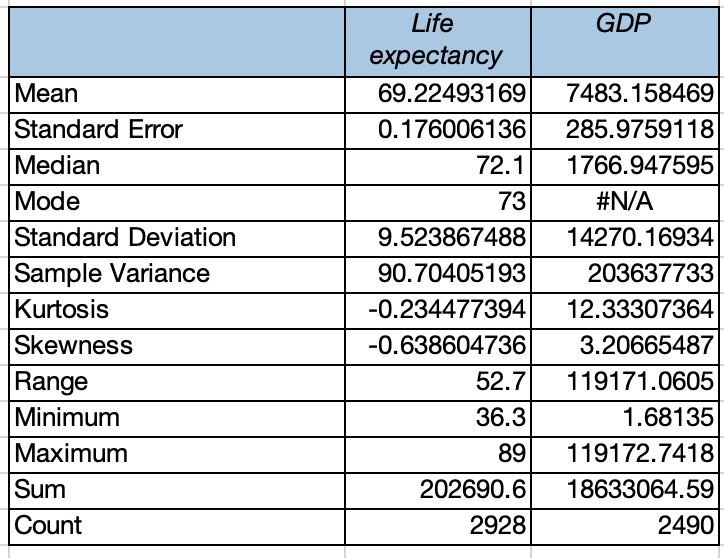 Life expectancy GDP
Mean 69.22493169 7483.158469
Standard Error 0.176006136 285.9759118
Median 72.1 1766.947595
Mode 73 #N/A
Standard Deviation 9.523867488 14270.16934
Sample Variance 90.70405193 203637733
Kurtosis -0.234477394 12.33307364
Skewness -0.638604736 3.20665487
Range 52.7 119171.0605
Minimum 36.3 1.68135
Maximum 89 119172.7418
Sum 202690.6 18633064.59
Count 2928 2490